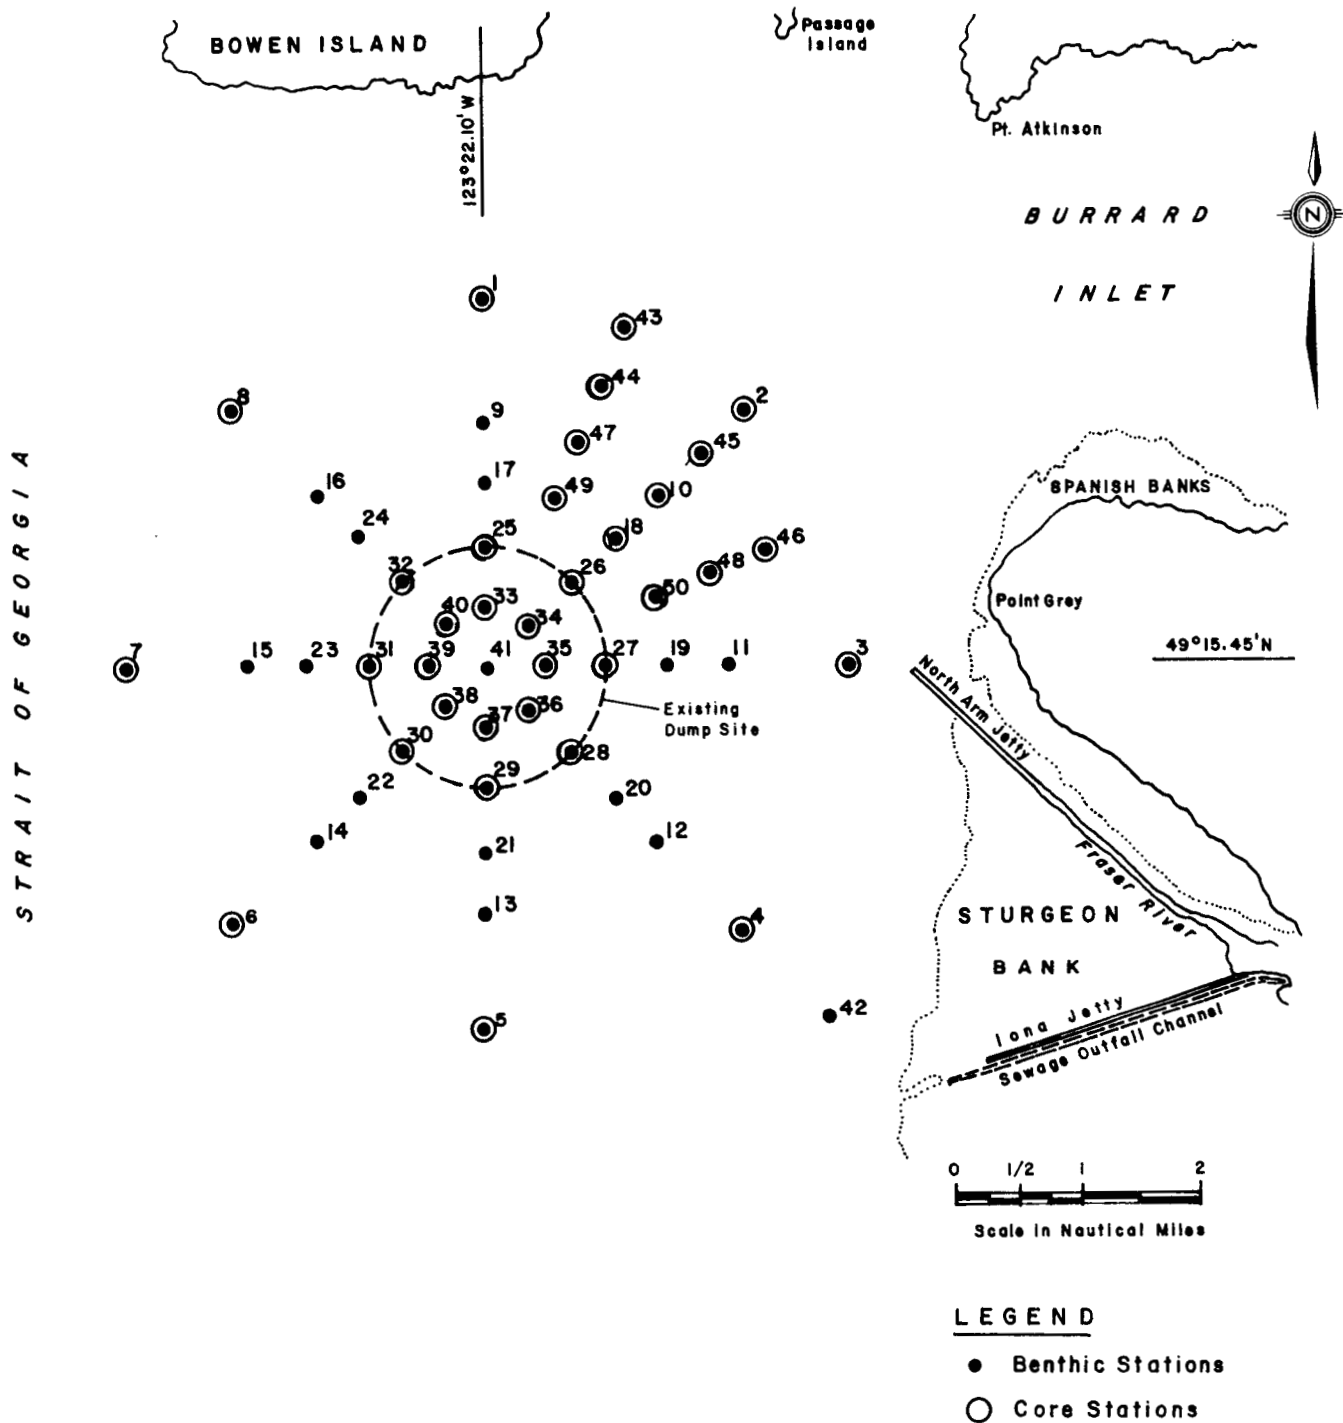 BOWEN ISLAND
Passage
Island
123°22.10'W
Pt. Atkinson
BURRARD
N
INLET
1
43
44
8
2
9
47
45
STRAIT OF GEORGIA
16
17
49
10
SPANISH BANKS
24
25
18
46
32
26
48
50
40
33
34
Point Grey
7
15
23
31
39
41
35
27
19
11
3
49°15.45'N
North Arm Jetty
38
37
36
Existing
Dump Site
30
28
29
22
20
14
21
12
Fraser River
6
13
4
STURGEON
BANK
5
42
Iona Jetty
Sewage Outfall Channel
0 1/2 1 2
Scale in Nautical Miles
LEGEND
Benthic Stations
Core Stations